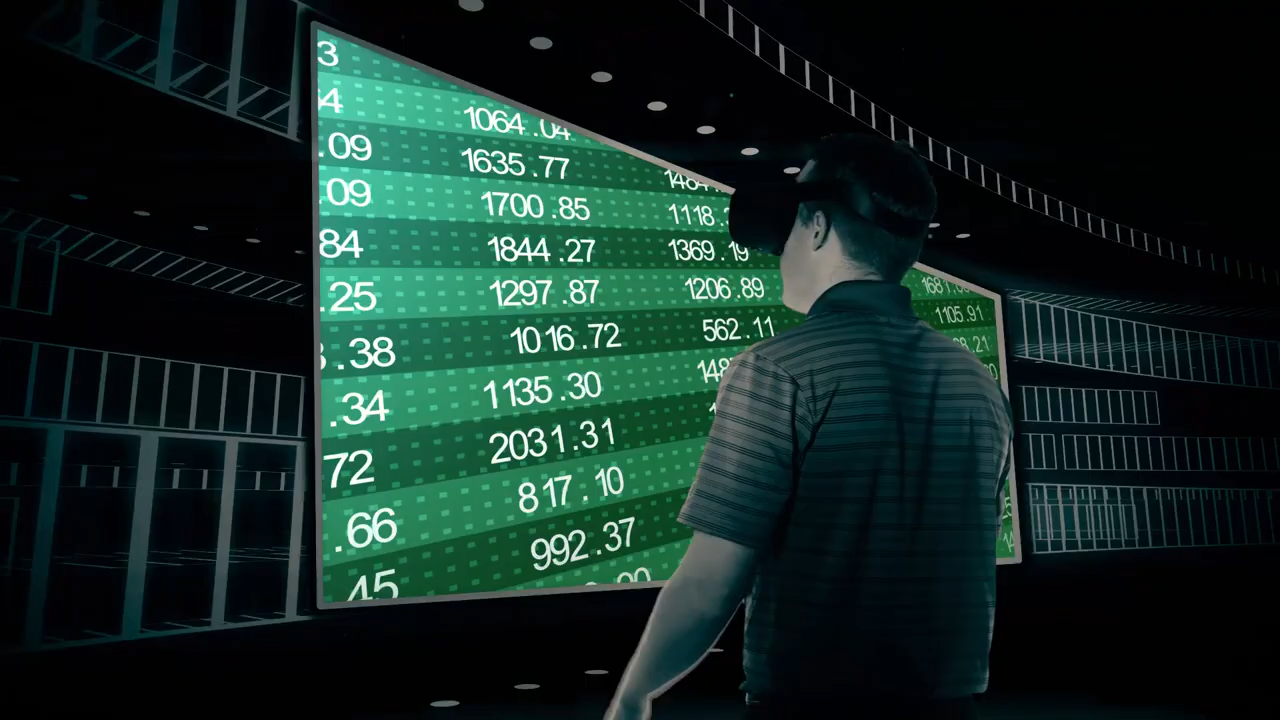 3
4
1064.04
.09 1635.77
.09 1700.85 1118.
84 1844.27 1369.19
.25 1297.87 1206.89
.38 1016.72 562.11 1105.91
.34 1135.30 148
72 2031.31
.66 817.10
.45 992.37